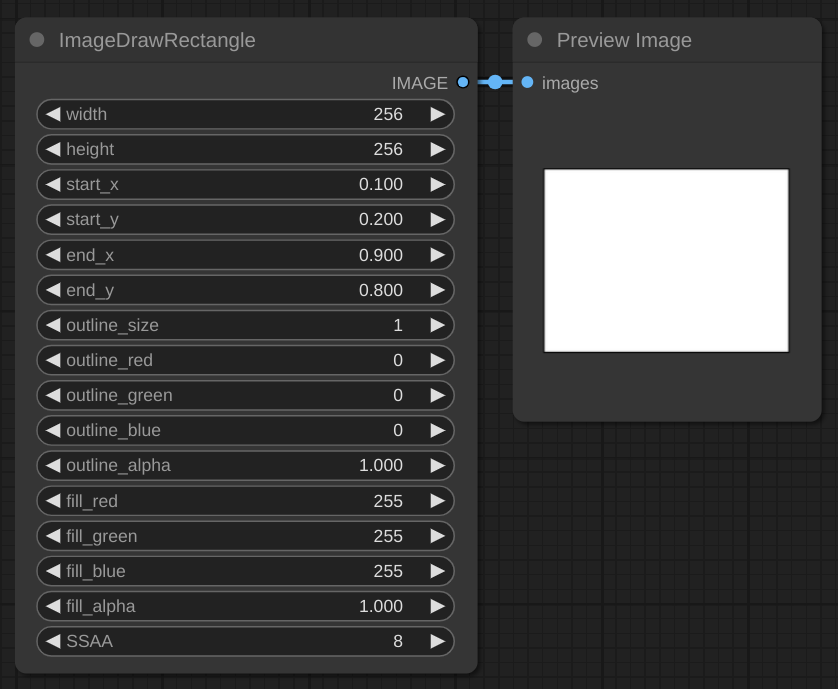 ImageDrawRectangle
IMAGE
width 256
height 256
start_x 0.100
start_y 0.200
end_x 0.900
end_y 0.800
outline_size 1
outline_red 0
outline_green 0
outline_blue 0
outline_alpha 1.000
fill_red 255
fill_green 255
fill_blue 255
fill_alpha 1.000
SSAA 8
Preview Image
images